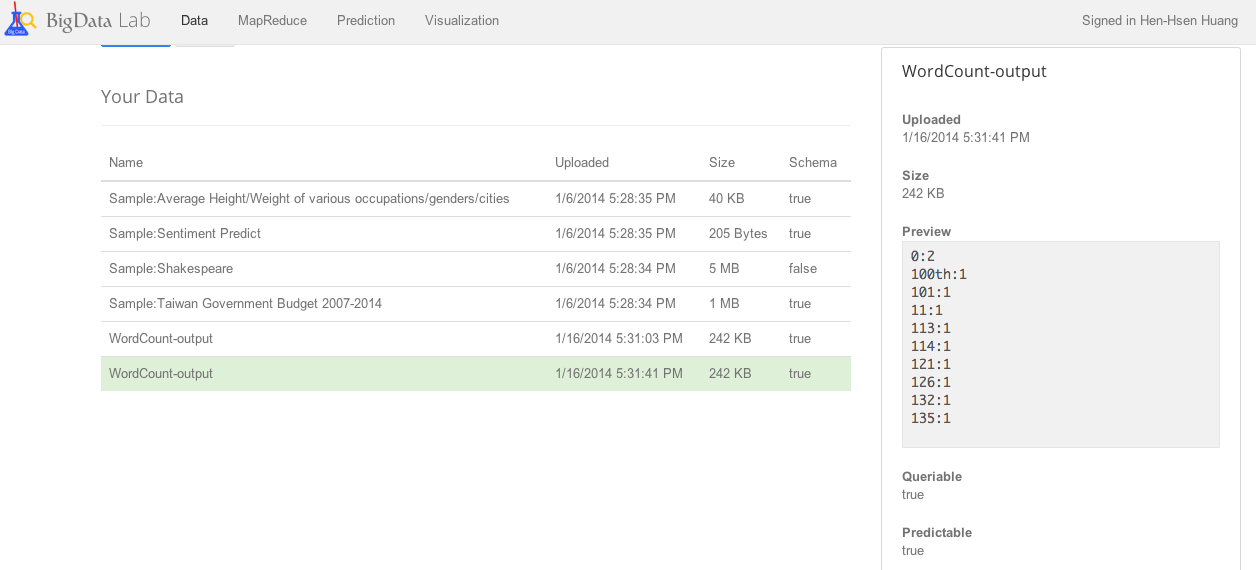 BigData Lab Data MapReduce Prediction Visualization Signed in Hen-Hsen Huang
Your Data
Name Uploaded Size Schema
Sample:Average Height/Weight of various occupations/genders/cities 1/6/2014 5:28:35 PM 40 KB true
Sample:Sentiment Predict 1/6/2014 5:28:35 PM 205 Bytes true
Sample:Shakespeare 1/6/2014 5:28:34 PM 5 MB false
Sample:Taiwan Government Budget 2007-2014 1/6/2014 5:28:34 PM 1 MB true
WordCount-output 1/16/2014 5:31:03 PM 242 KB true
WordCount-output 1/16/2014 5:31:41 PM 242 KB true
WordCount-output
Uploaded
1/16/2014 5:31:41 PM
Size
242 KB
Preview
0:2
100th:1
101:1
11:1
113:1
114:1
121:1
126:1
132:1
135:1
Queriable
true
Predictable
true